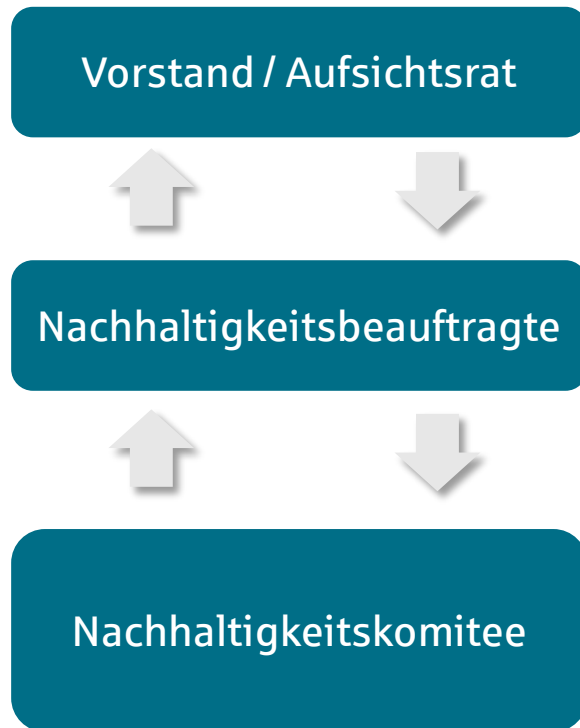 Vorstand / Aufsichtsrat
Nachhaltigkeitsbeauftragte
Nachhaltigkeitskomitee